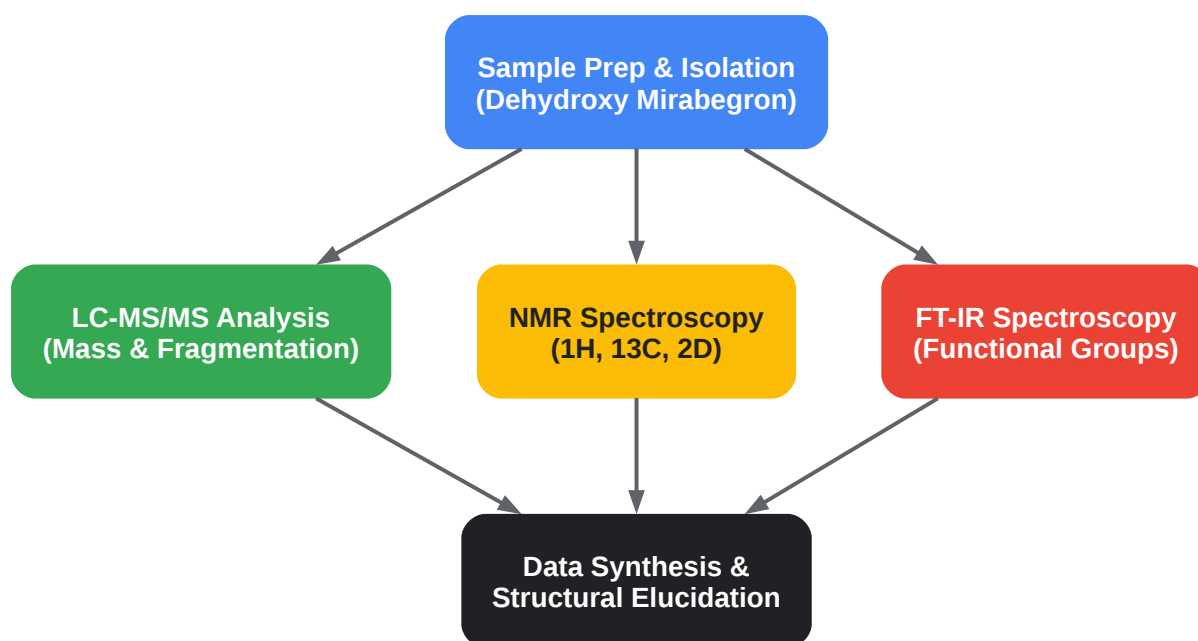 Sample Prep & Isolation
(Dehydroxy Mirabegron)
LC-MS/MS Analysis
(Mass & Fragmentation)
NMR Spectroscopy
(1H, 13C, 2D)
FT-IR Spectroscopy
(Functional Groups)
Data Synthesis &
Structural Elucidation